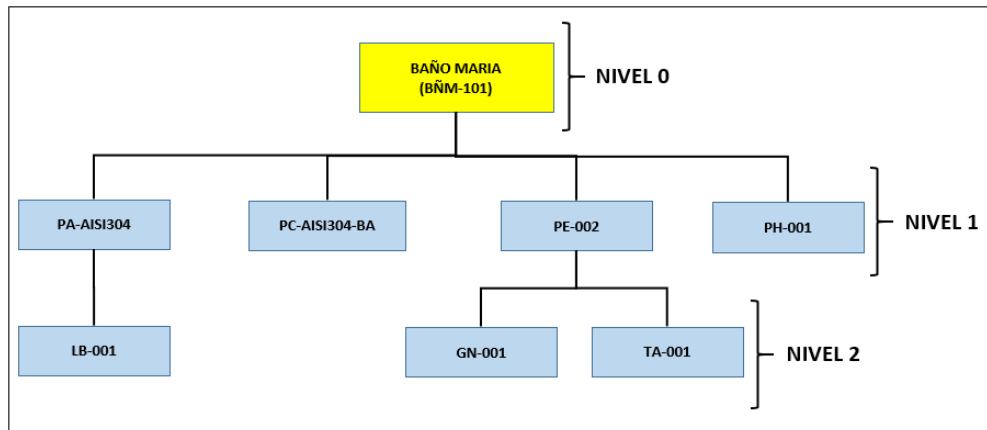 BAÑO MARIA
(BÑM-101)
NIVEL 0
PA-AISI304
PC-AISI304-BA
PE-002
PH-001
NIVEL 1
LB-001
GN-001
TA-001
NIVEL 2